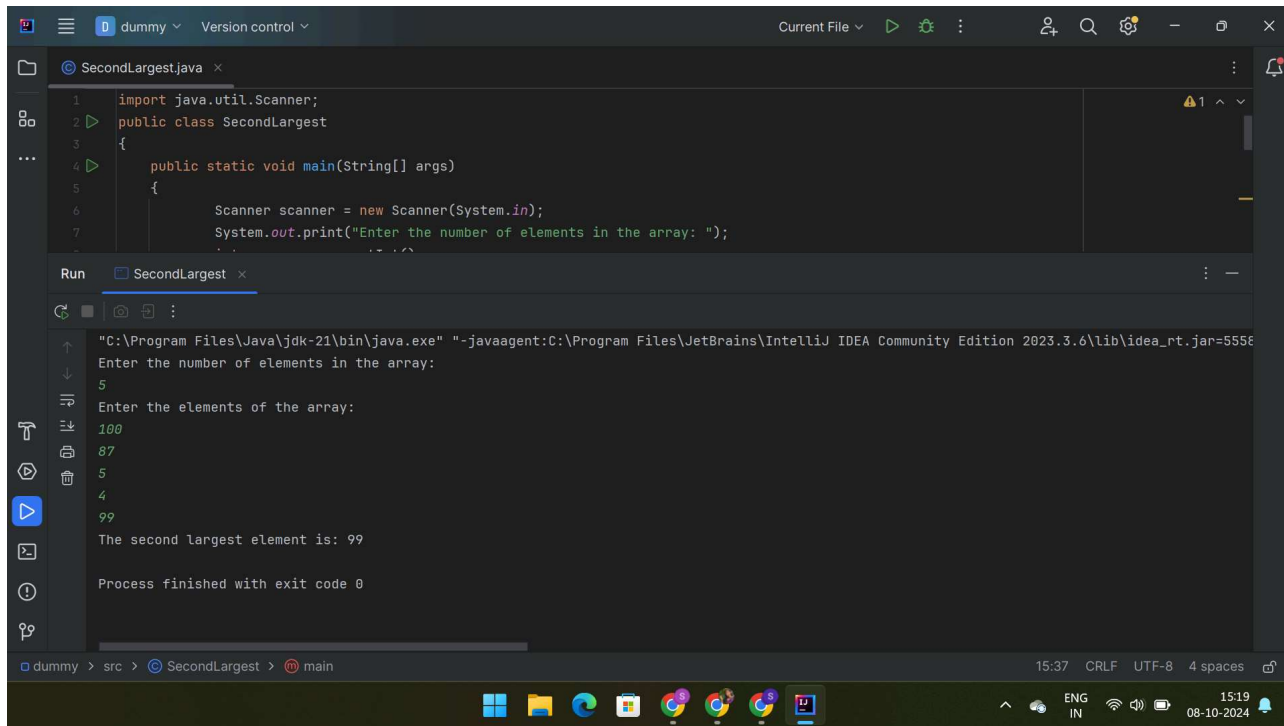 D dummy Version control Current File
SecondLargest.java
1 import java.util.Scanner; 1
2 public class SecondLargest
3 {
4 public static void main(String[] args)
5 {
6 Scanner scanner = new Scanner(System.in);
7 System.out.print("Enter the number of elements in the array: ");
Run SecondLargest
"C:\Program Files\Java\jdk-21\bin\java.exe" "-javaagent:C:\Program Files\JetBrains\IntelliJ IDEA Community Edition 2023.3.6\lib\idea_rt.jar=5558
Enter the number of elements in the array:
5
Enter the elements of the array:
100
87
5
4
99
The second largest element is: 99
Process finished with exit code 0
dummy > src > SecondLargest > main 15:37 CRLF UTF-8 4 spaces
ENG 15:19
IN 08-10-2024